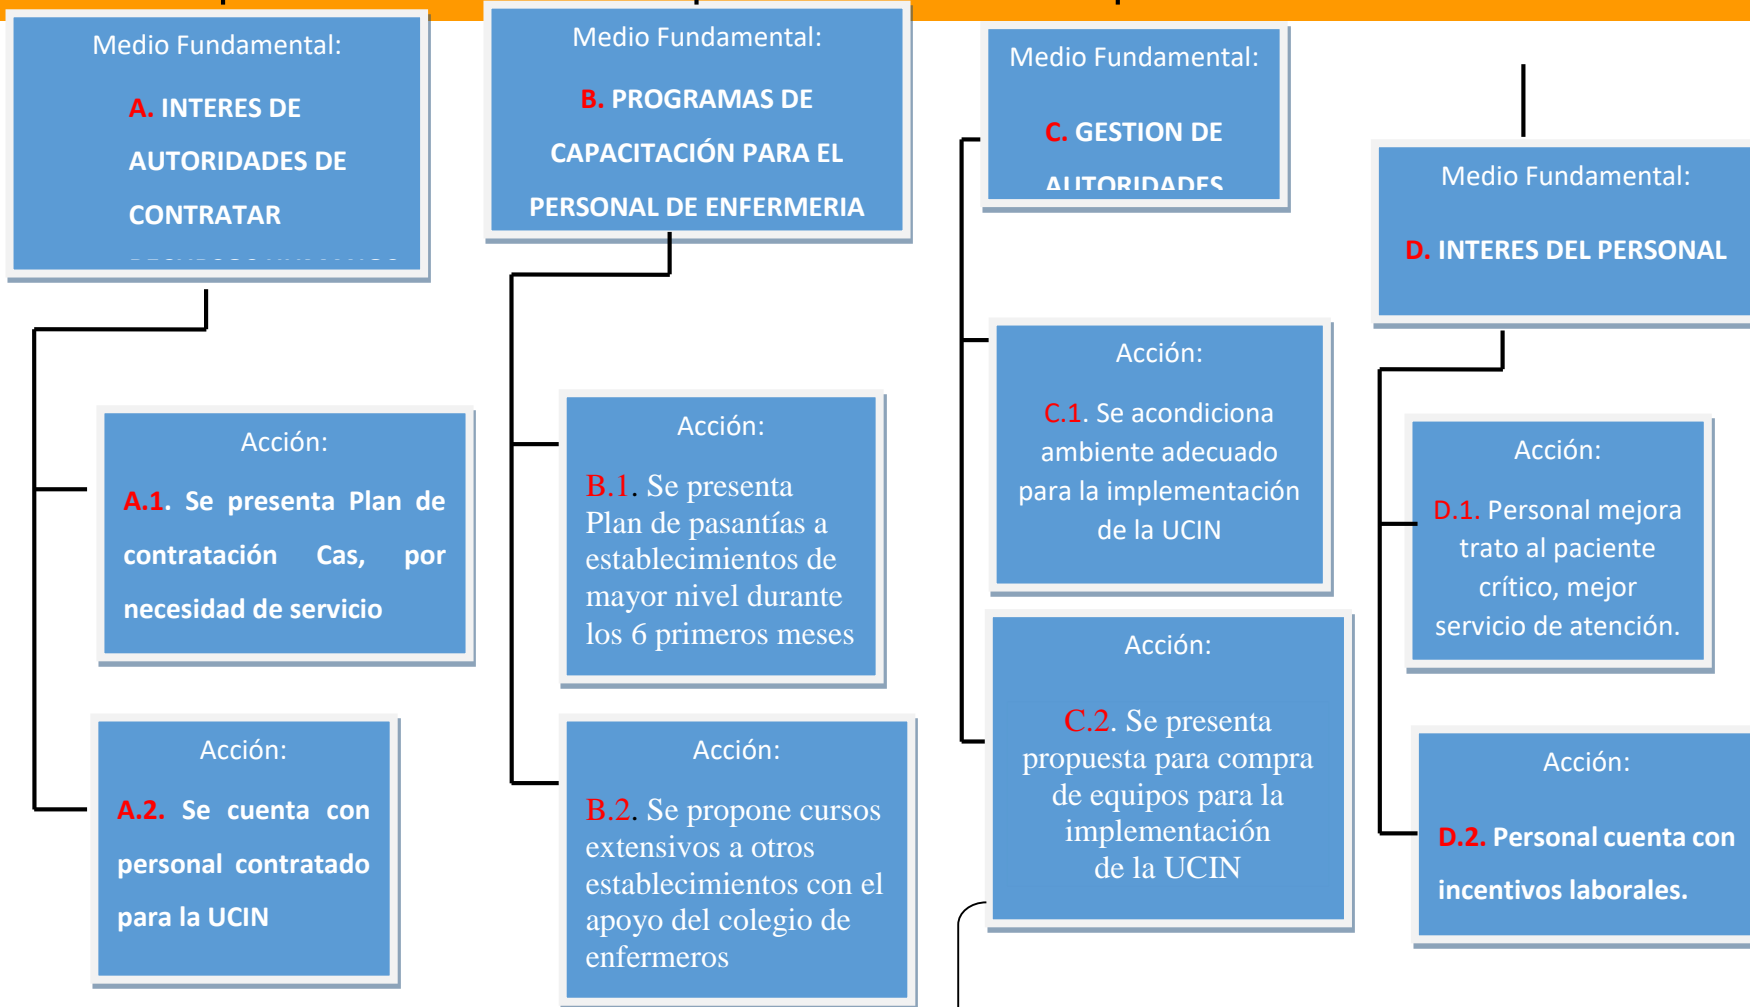 Medio Fundamental:
A. INTERES DE
AUTORIDADES DE
CONTRATAR
Acción:
A.1. Se presenta Plan de
contratación Cas, por
necesidad de servicio
Acción:
A.2. Se cuenta con
personal contratado
para la UCIN
Medio Fundamental:
B. PROGRAMAS DE
CAPACITACIÓN PARA EL
PERSONAL DE ENFERMERIA
Acción:
B.1. Se presenta
Plan de pasantías a
establecimientos de
mayor nivel durante
los 6 primeros meses
Acción:
B.2. Se propone cursos
extensivos a otros
establecimientos con el
apoyo del colegio de
enfermeros
Medio Fundamental:
C. GESTION DE
AUTORIDADES
Acción:
C.1. Se acondiciona
ambiente adecuado
para la implementación
de la UCIN
Acción:
C.2. Se presenta
propuesta para compra
de equipos para la
implementación
de la UCIN
Medio Fundamental:
D. INTERES DEL PERSONAL
Acción:
D.1. Personal mejora
trato al paciente
crítico, mejor
servicio de atención.
Acción:
D.2. Personal cuenta con
incentivos laborales.